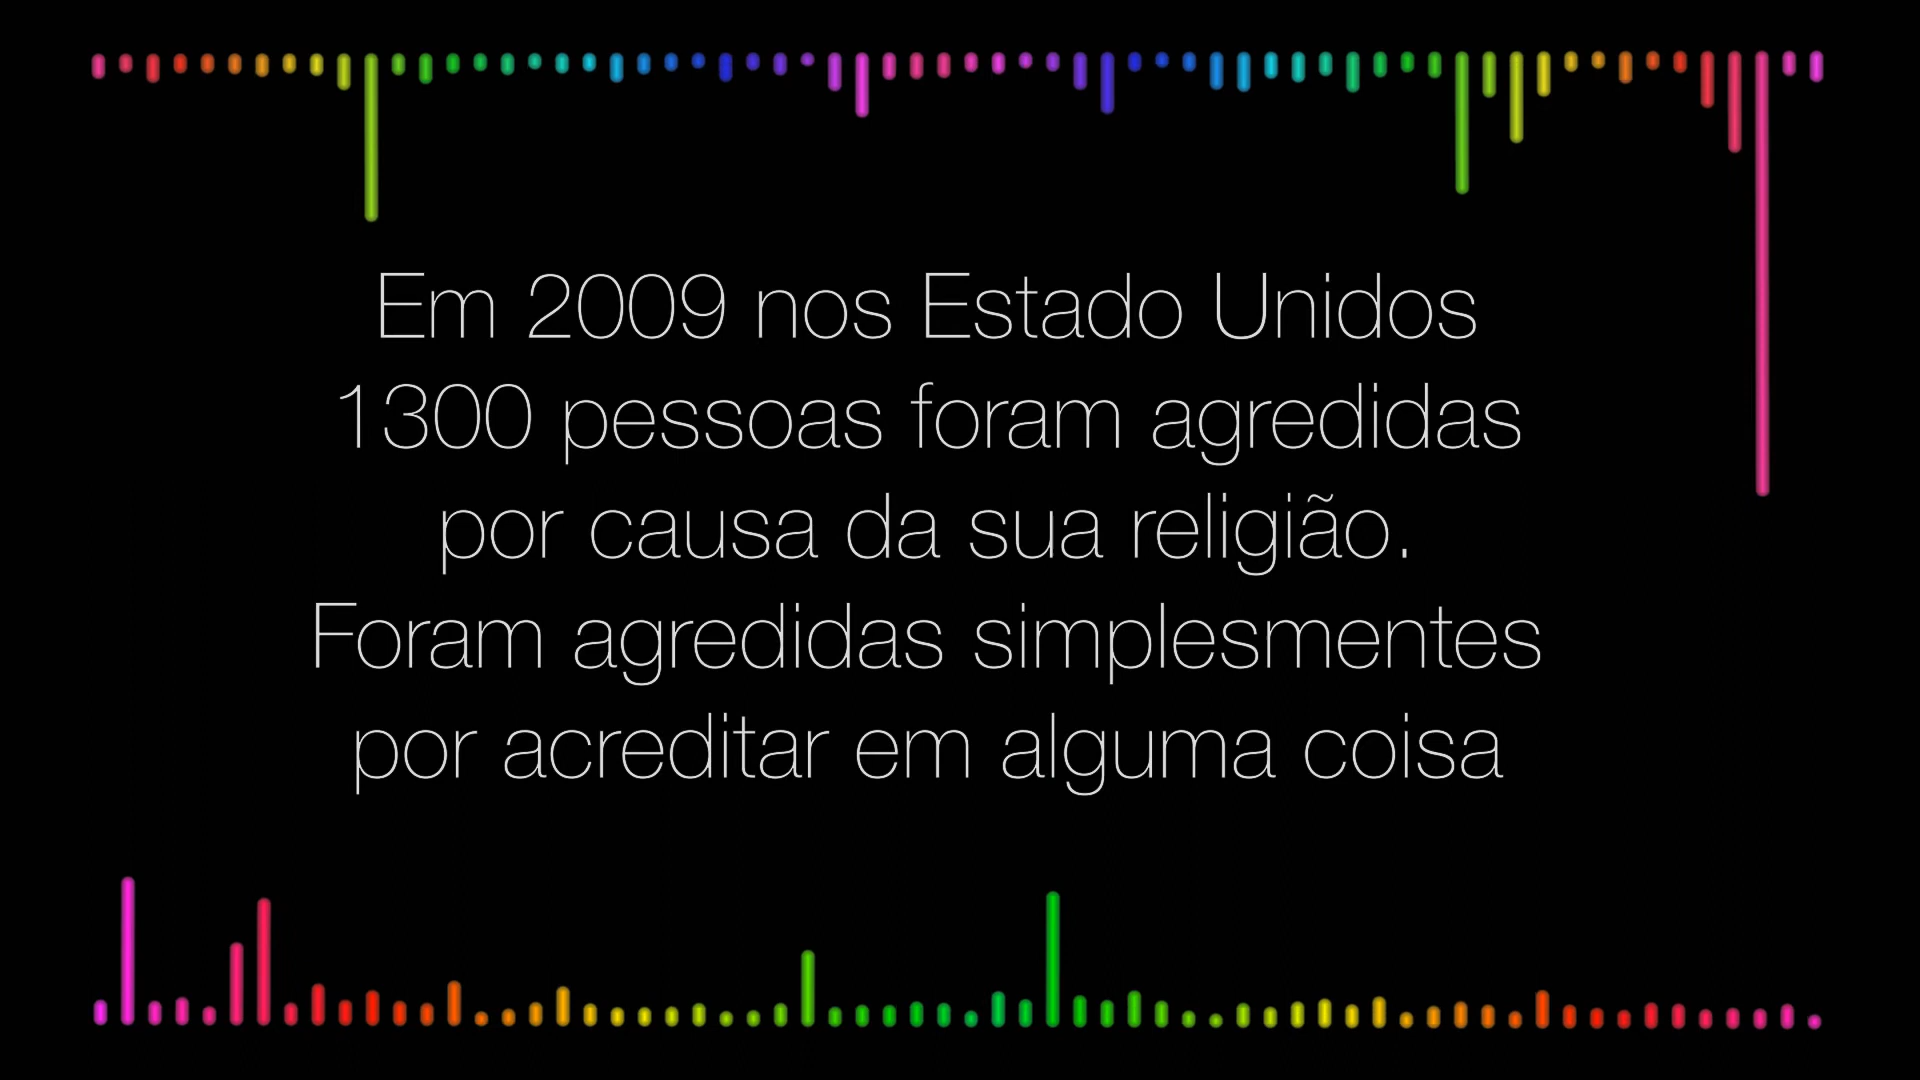 Em 2009 nos Estado Unidos
1300 pessoas foram agredidas
por causa da sua religião.
Foram agredidas simplesmentes
por acreditar em alguma coisa